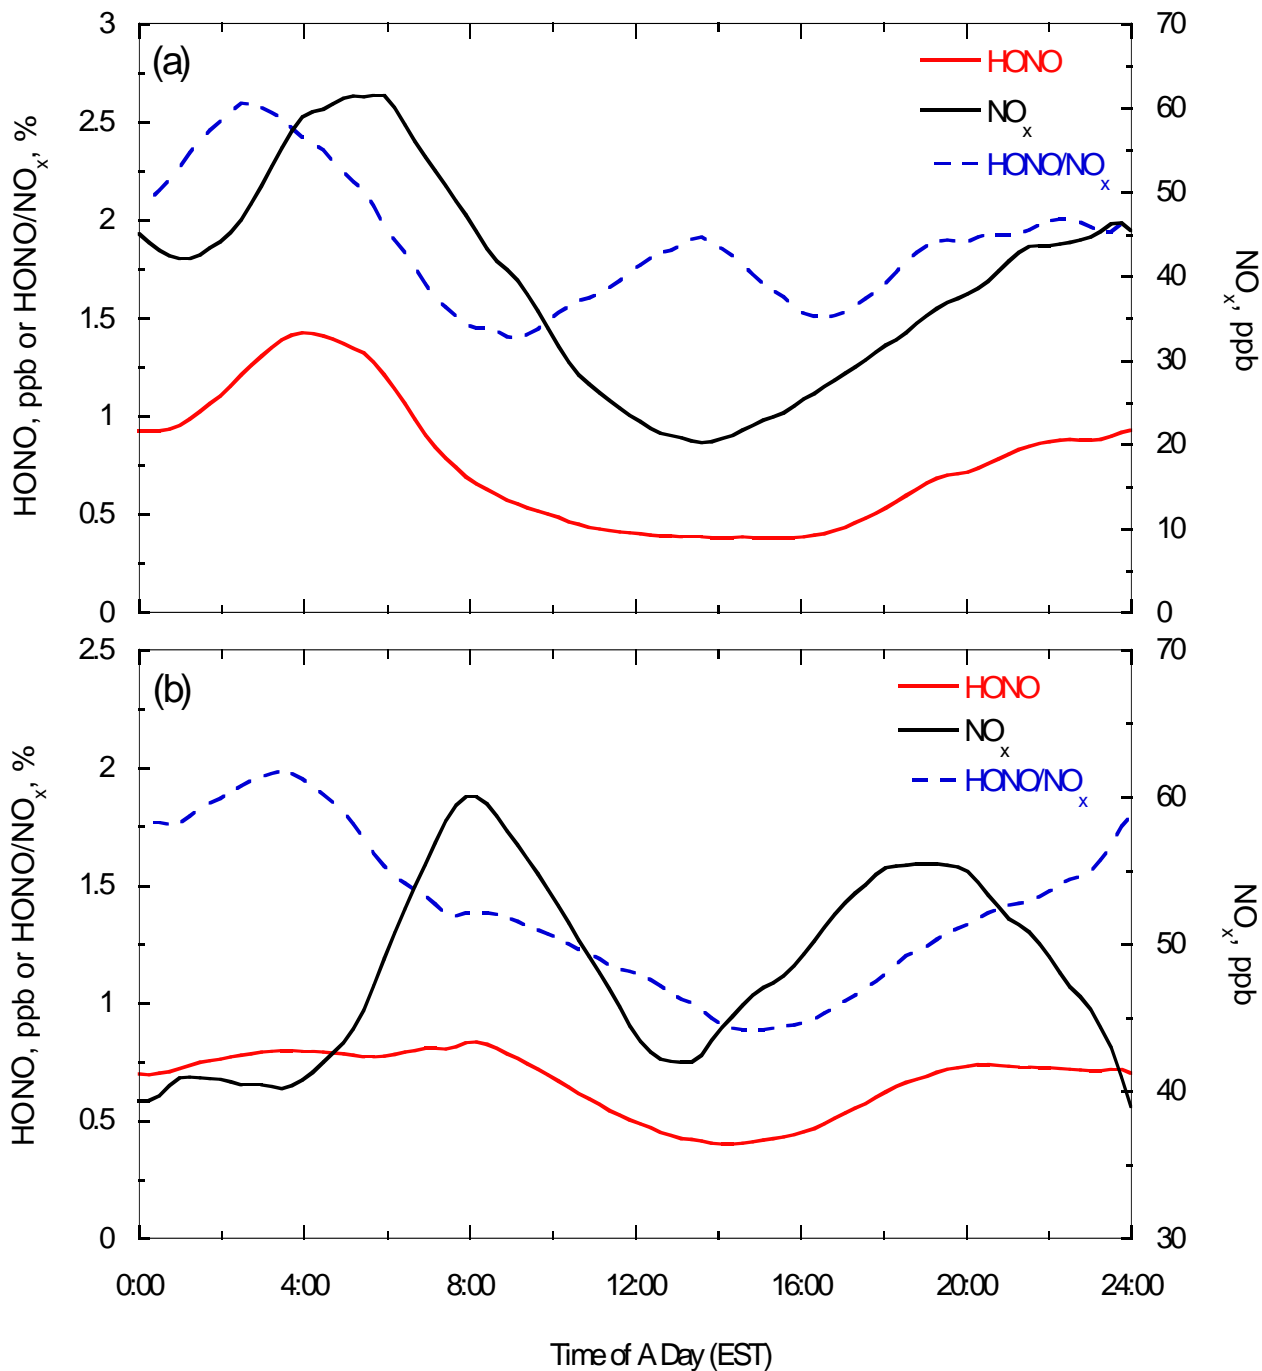 3
2.5
2
1.5
1
0.5
0
HONO, ppb or HONO/NOx, %
(a)
HONO
NOx
HONO/NOx
70
60
50
40
30
20
10
0
NOx, ppb
2.5
2
1.5
1
0.5
0
HONO, ppb or HONO/NOx, %
(b)
HONO
NOx
HONO/NOx
70
60
50
40
30
NOx, ppb
0:00 4:00 8:00 12:00 16:00 20:00 24:00
Time of A Day (EST)